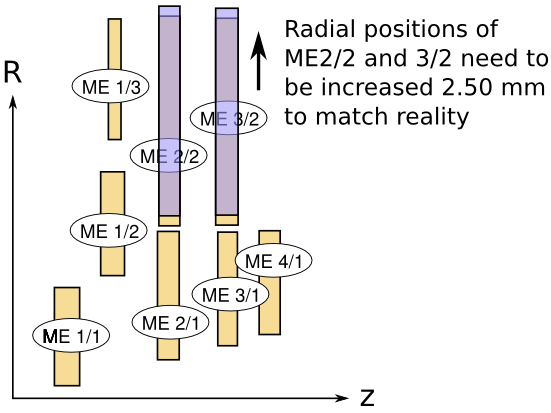 Radial positions of
ME2/2 and 3/2 need to
be increased 2.50 mm
to match reality
R
ME 1/3
ME 3/2
ME 2/2
ME 1/2
ME 4/1
ME 3/1
ME 2/1
ME 1/1
z